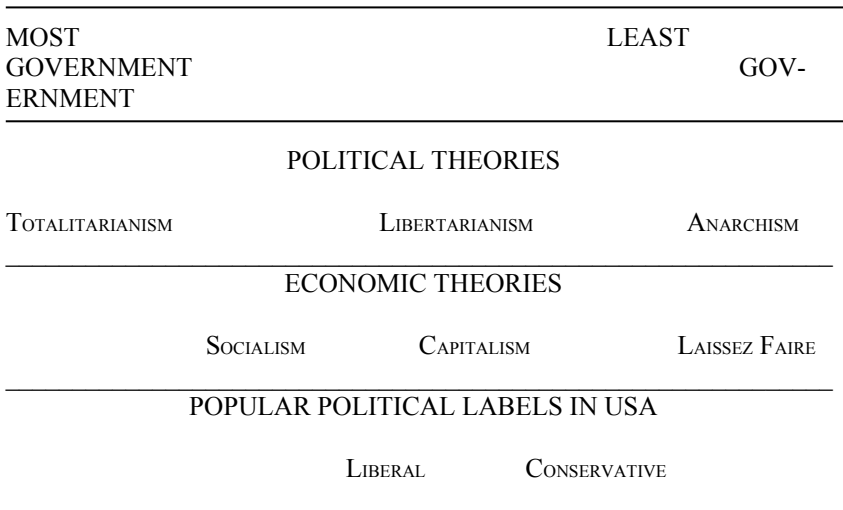 MOST LEAST
GOVERNMENT GOV-
ERNMENT
POLITICAL THEORIES
TOTALITARIANISM LIBERTARIANISM ANARCHISM
ECONOMIC THEORIES
SOCIALISM CAPITALISM LAISSEZ FAIRE
POPULAR POLITICAL LABELS IN USA
LIBERAL CONSERVATIVE